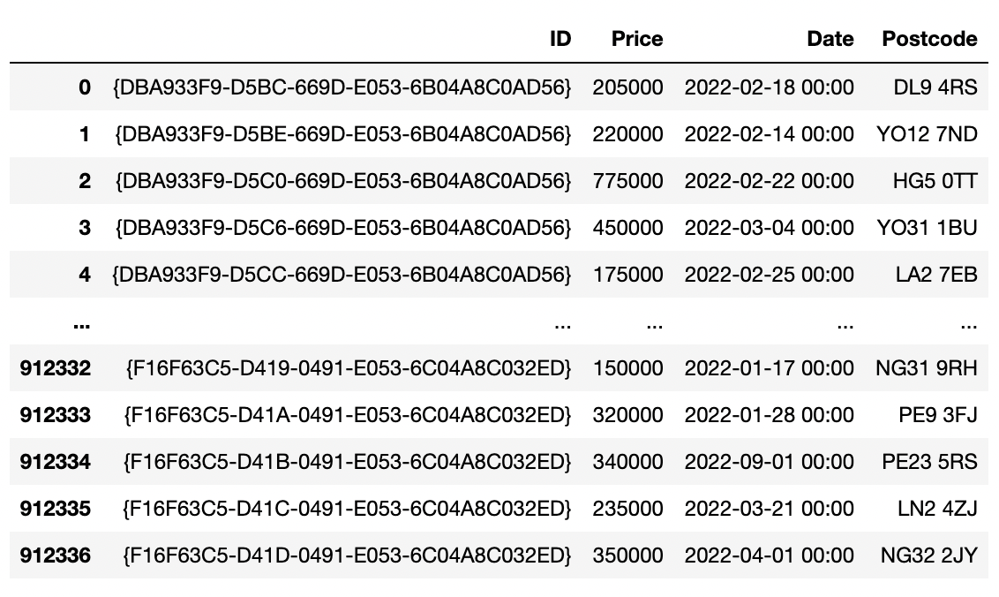 ID Price Date Postcode
0 {DBA933F9-D5BC-669D-E053-6B04A8C0AD56} 205000 2022-02-18 00:00 DL9 4RS
1 {DBA933F9-D5BE-669D-E053-6B04A8C0AD56} 220000 2022-02-14 00:00 YO12 7ND
2 {DBA933F9-D5C0-669D-E053-6B04A8C0AD56} 775000 2022-02-22 00:00 HG5 0TT
3 {DBA933F9-D5C6-669D-E053-6B04A8C0AD56} 450000 2022-03-04 00:00 YO31 1BU
4 {DBA933F9-D5CC-669D-E053-6B04A8C0AD56} 175000 2022-02-25 00:00 LA2 7EB
... ... ... ... ...
912332 {F16F63C5-D419-0491-E053-6C04A8C032ED} 150000 2022-01-17 00:00 NG31 9RH
912333 {F16F63C5-D41A-0491-E053-6C04A8C032ED} 320000 2022-01-28 00:00 PE9 3FJ
912334 {F16F63C5-D41B-0491-E053-6C04A8C032ED} 340000 2022-09-01 00:00 PE23 5RS
912335 {F16F63C5-D41C-0491-E053-6C04A8C032ED} 235000 2022-03-21 00:00 LN2 4ZJ
912336 {F16F63C5-D41D-0491-E053-6C04A8C032ED} 350000 2022-04-01 00:00 NG32 2JY